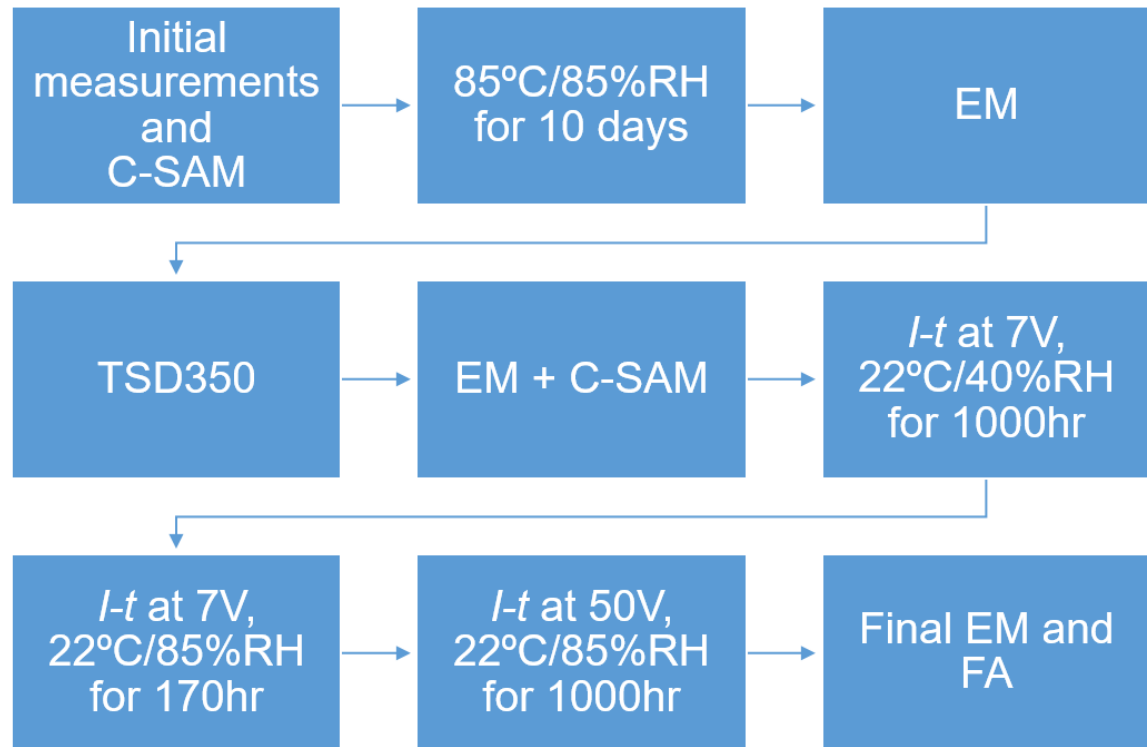 Initial
measurements
and
C-SAM
85ºC/85%RH
for 10 days
EM
TSD350
EM + C-SAM
I-t at 7V,
22ºC/40%RH
for 1000hr
I-t at 7V,
22ºC/85%RH
for 170hr
I-t at 50V,
22ºC/85%RH
for 1000hr
Final EM and
FA